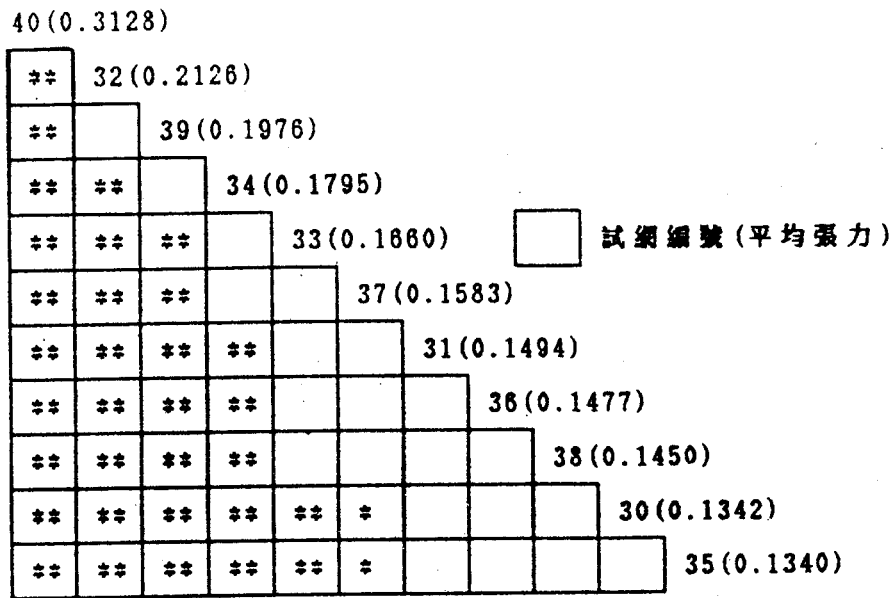 40(0.3128)
** 32(0.2126)
** 39(0.1976)
** ** 34(0.1795)
** ** ** 33(0.1660) 試網編號(平均張力)
** ** ** 37(0.1583)
** ** ** ** 31(0.1494)
** ** ** ** 36(0.1477)
** ** ** ** 38(0.1450)
** ** ** ** ** * 30(0.1342)
** ** ** ** ** * 35(0.1340)